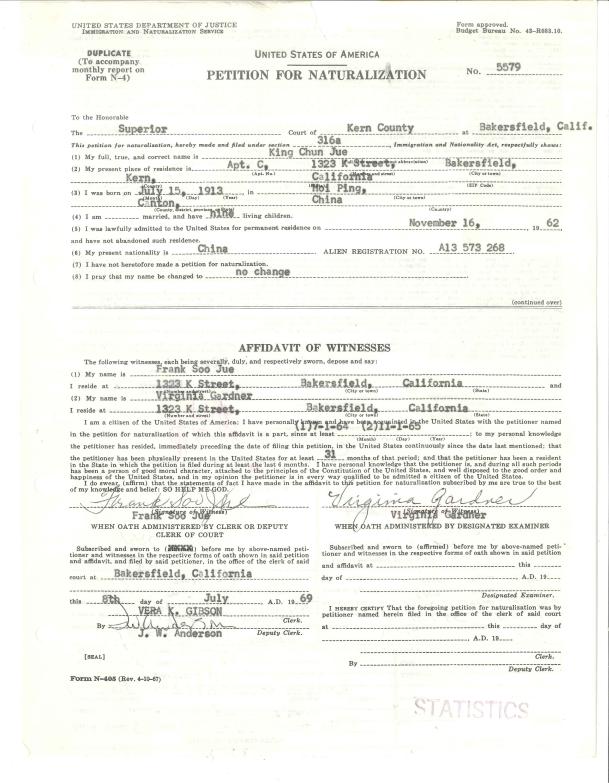 UNITED STATES DEPARTMENT OF JUSTICE
IMMIGRATION AND NATURALIZATION SERVICE
Form approved.
Budget Bureau No. 43-R083.10.
DUPLICATE
(To accompany
monthly report on
Form N-4)
UNITED STATES OF AMERICA
PETITION FOR NATURALIZATION
No. 5579
To the Honorable
The Superior Court of Kern County at Bakersfield, Calif.
This petition for naturalization, hereby made and filed under section 316a, Immigration and Nationality Act, respectfully shows:
(1) My full, true, and correct name is King Chun Jue
(2) My present place of residence is Apt. C, 1323 K Street, Bakersfield,
(Apt. No.) (City or town)
Kern, California
(County) (ZIP Code)
(3) I was born on July 15, 1913 in Hoi Ping,
(Month) (Day) (Year) (City or town)
Canton, China
(County, district, province, or state) (Country)
(4) I am married, and have nine living children.
(5) I was lawfully admitted to the United States for permanent residence on November 16, 19 62
and have not abandoned such residence.
(6) My present nationality is China ALIEN REGISTRATION NO. A13 573 268
(7) I have not heretofore made a petition for naturalization.
(8) I pray that my name be changed to no change
(continued over)
AFFIDAVIT OF WITNESSES
The following witnesses, each being severally, duly, and respectively sworn, depose and say:
(1) My name is Frank Soo Jue
I reside at 1323 K Street, Bakersfield, California and
(Number and street) (City or town) (State)
(2) My name is Virginia Gardner
I reside at 1323 K Street, Bakersfield, California
(Number and street) (City or town) (State)
I am a citizen of the United States of America; I have personally known and have been acquainted in the United States with the petitioner named
(1)7-1-64 (2)11-1-65
in the petition for naturalization of which this affidavit is a part, since at least ; to my personal knowledge
(Month) (Day) (Year)
the petitioner has resided, immediately preceding the date of filing this petition, in the United States continuously since the date last mentioned; that
the petitioner has been physically present in the United States for at least 31 months of that period; and that the petitioner has been a resident
in the State in which the petition is filed during at least the last 6 months. I have personal knowledge that the petitioner is, and during all such periods
has been a person of good moral character, attached to the principles of the Constitution of the United States, and well disposed to the good order and
happiness of the United States, and in my opinion the petitioner is in every way qualified to be admitted a citizen of the United States.
I do swear, (affirm) that the statements of fact I have made in the affidavit to this petition for naturalization subscribed by me are true to the best
of my knowledge and belief: SO HELP ME GOD.
Frank Soo Jue Virginia Gardner
(Signature of Witness) (Signature of Witness)
Frank Soo Jue Virginia Gardner
WHEN OATH ADMINISTERED BY CLERK OR DEPUTY
CLERK OF COURT
Subscribed and sworn to before me by above-named peti-
tioner and witnesses in the respective forms of oath shown in said petition
and affidavit, and filed by said petitioner, in the office of the clerk of said
court at Bakersfield, California
this 8th day of July A.D. 19 69
VERA K. GIBSON
Clerk.
By
J. W. Anderson Deputy Clerk.
[SEAL]
Form N-405 (Rev. 4-10-67)
WHEN OATH ADMINISTERED BY DESIGNATED EXAMINER
Subscribed and sworn to (affirmed) before me by above-named peti-
tioner and witnesses in the respective forms of oath shown in said petition
and affidavit at this
day of A.D. 19
Designated Examiner.
I HEREBY CERTIFY That the foregoing petition for naturalization was by
petitioner named herein filed in the office of the clerk of said court
at this day of
A.D. 19
Clerk.
By
Deputy Clerk.
STATISTICS